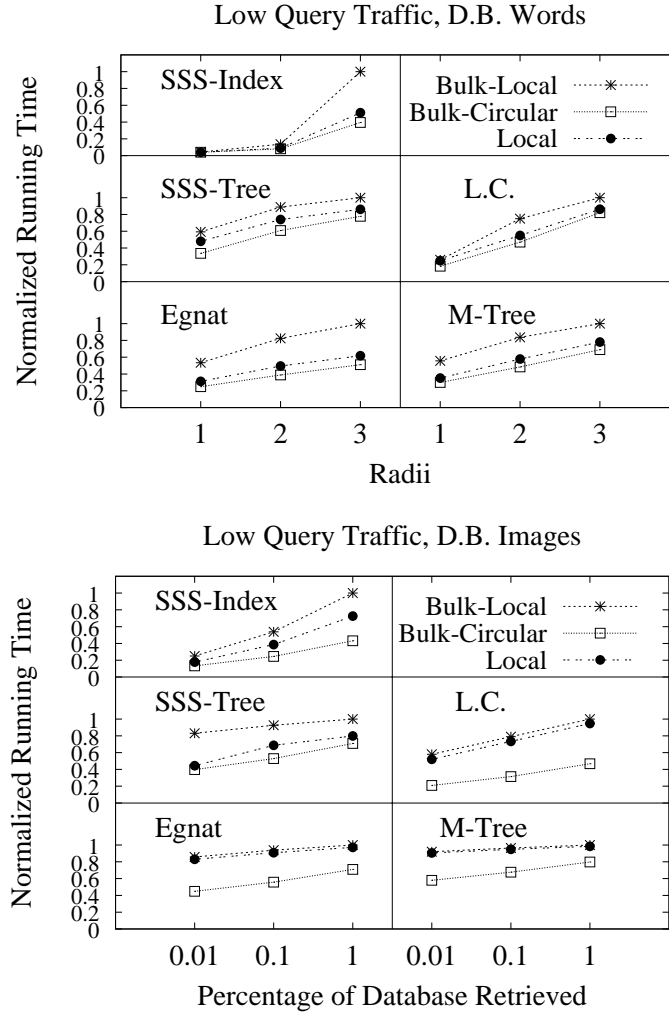 Low Query Traffic, D.B. Words
Normalized Running Time
SSS-Index
Bulk-Local
Bulk-Circular
Local
1
0.8
0.6
0.4
0.2
0
SSS-Tree
L.C.
1
0.8
0.6
0.4
0.2
0
Egnat
M-Tree
1
0.8
0.6
0.4
0.2
0
1 2 3 1 2 3
Radii
Low Query Traffic, D.B. Images
Normalized Running Time
SSS-Index
Bulk-Local
Bulk-Circular
Local
1
0.8
0.6
0.4
0.2
0
SSS-Tree
L.C.
1
0.8
0.6
0.4
0.2
0
Egnat
M-Tree
1
0.8
0.6
0.4
0.2
0
0.01 0.1 1 0.01 0.1 1
Percentage of Database Retrieved